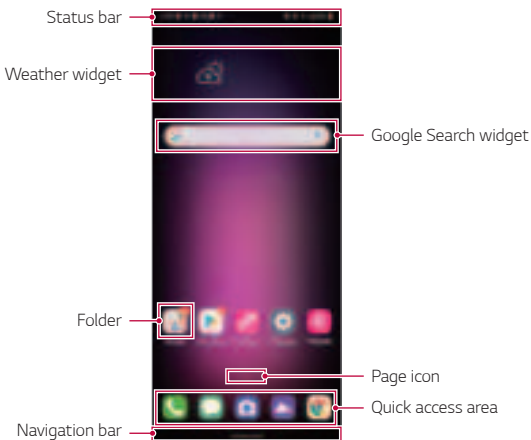 Status bar
Weather widget
Google Search widget
Folder
Page icon
Quick access area
Navigation bar